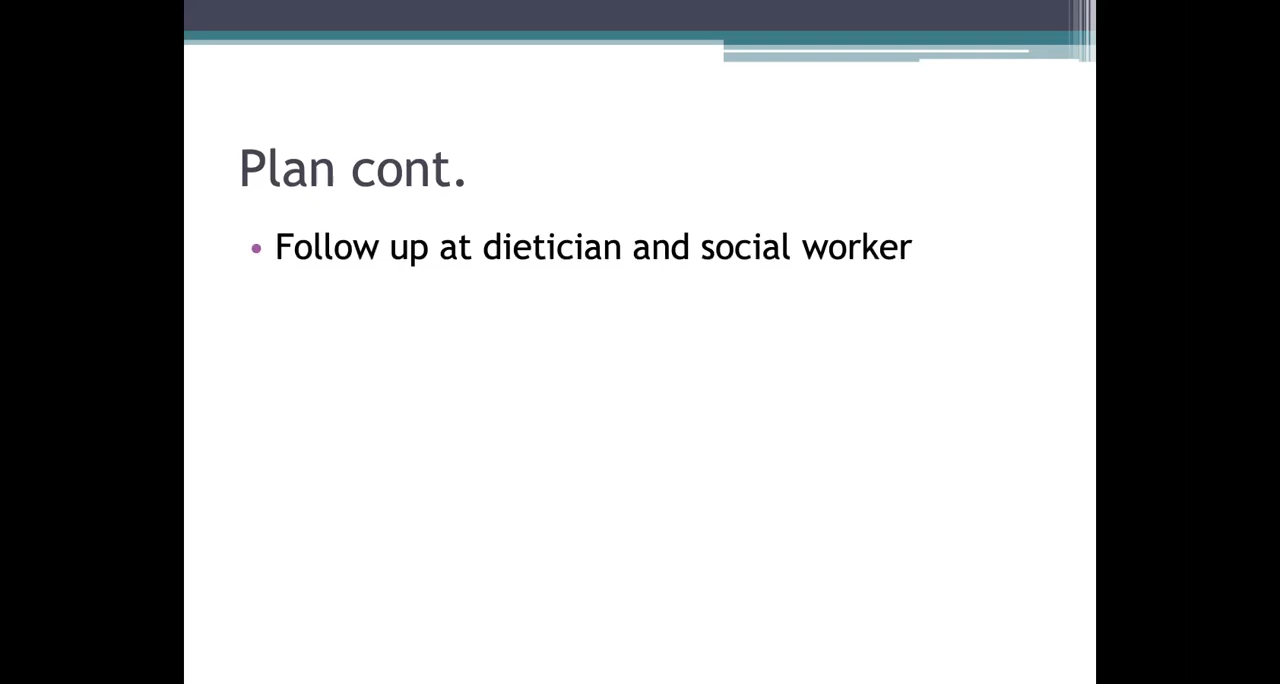 Plan cont.
• Follow up at dietician and social worker